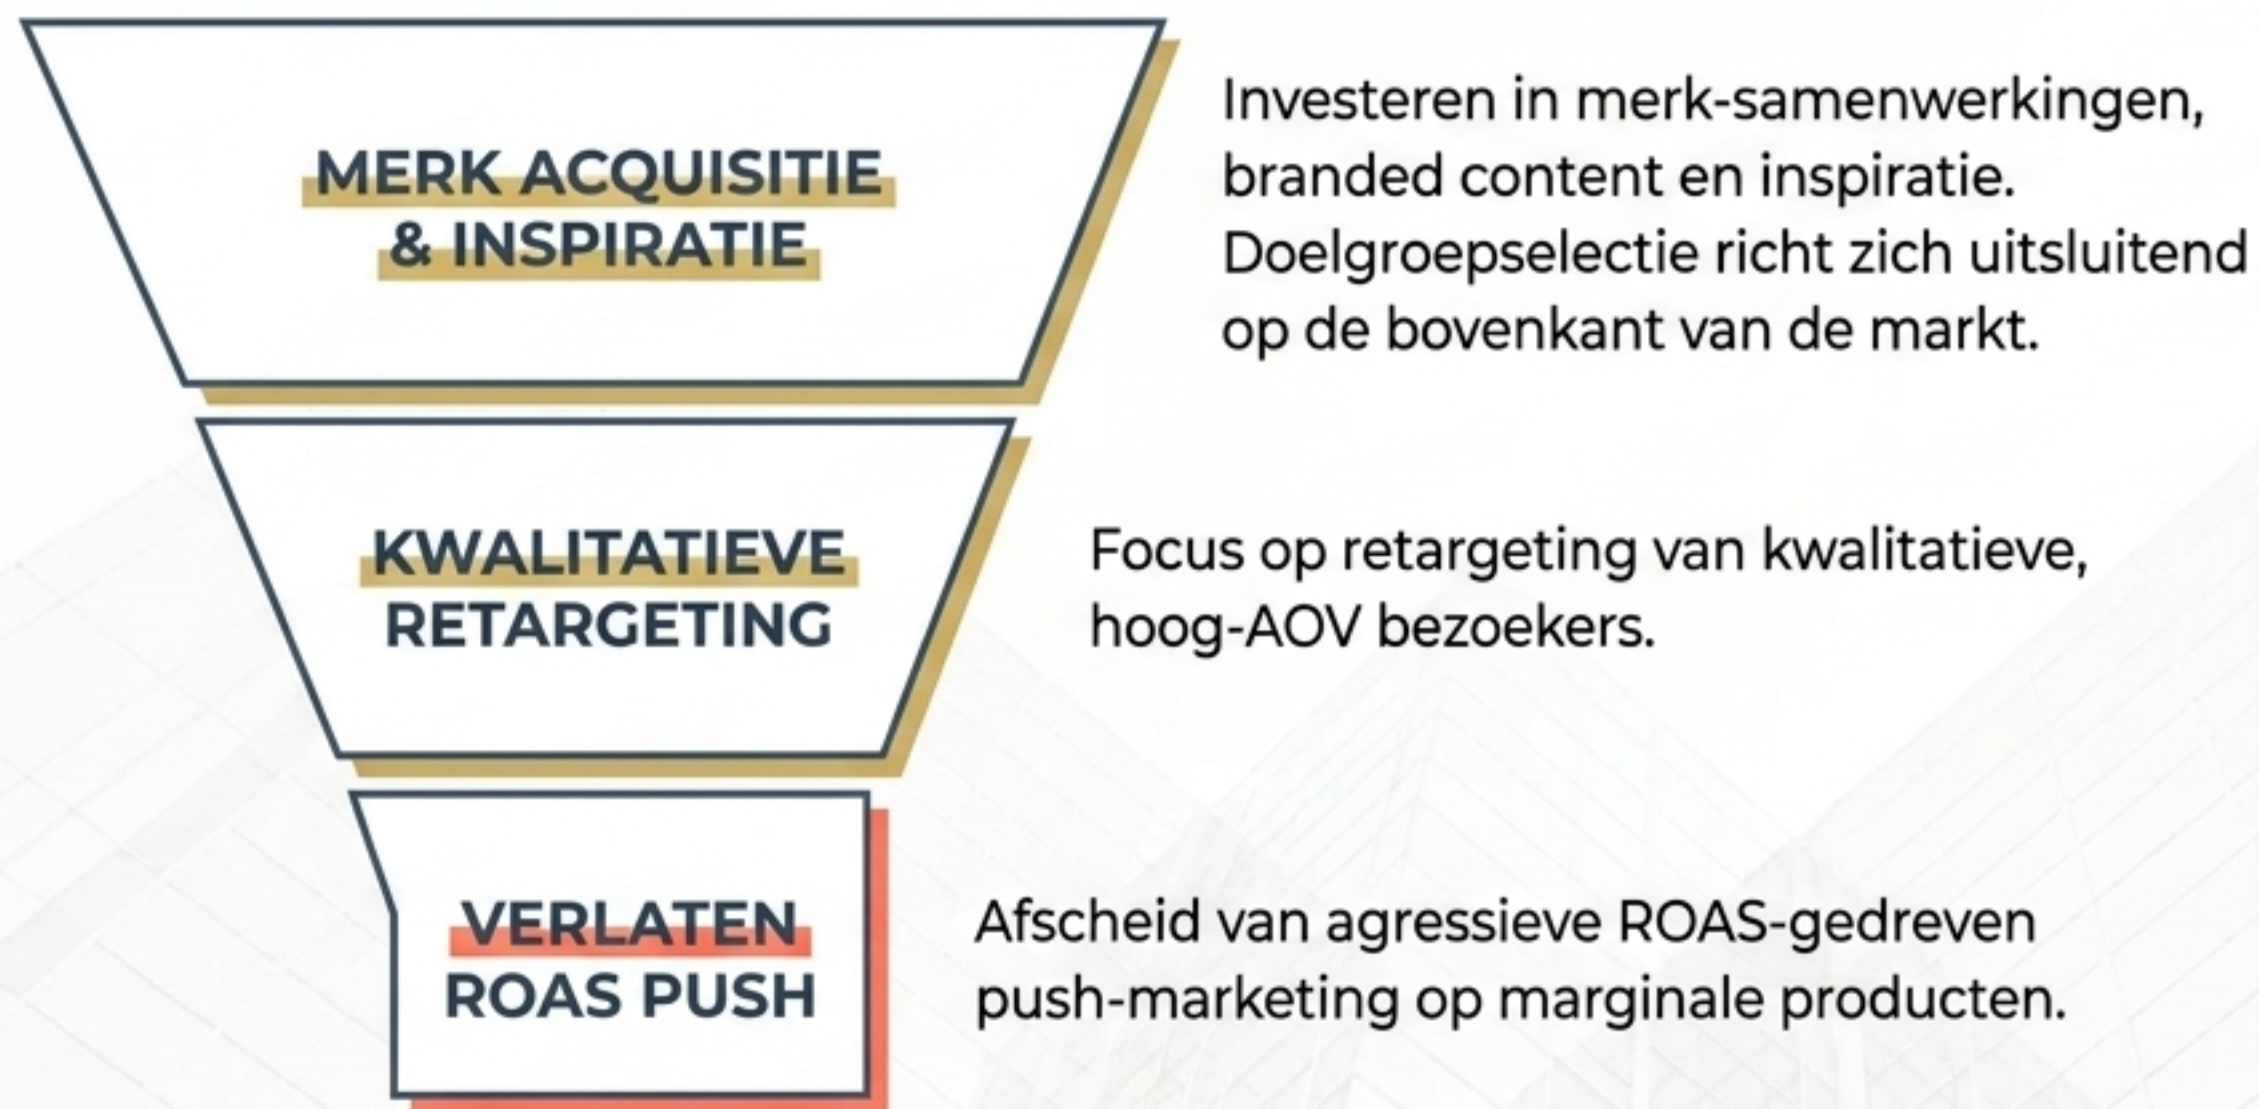 MERK ACQUISITIE
& INSPIRATIE
Investeren in merk-samenwerkingen,
branded content en inspiratie.
Doelgroepselectie richt zich uitsluitend
op de bovenkant van de markt.
KWALITATIEVE
RETARGETING
Focus op retargeting van kwalitatieve,
hoog-AOV bezoekers.
VERLATEN
ROAS PUSH
Afscheid van agressieve ROAS-gedreven
push-marketing op marginale producten.